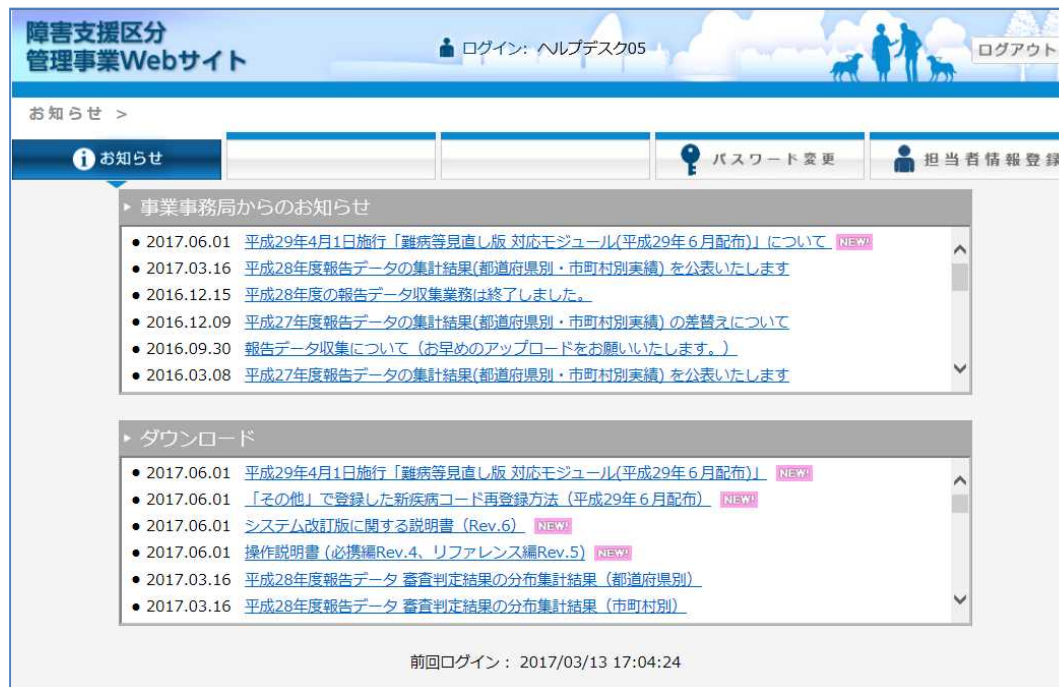 障害支援区分
管理事業Webサイト
ログイン: ヘルプデスク05
ログアウト
お知らせ >
お知らせ
パスワード変更
担当者情報登録
事業事務局からのお知らせ
● 2017.06.01 平成29年4月1日施行「難病等見直し版 対応モジュール(平成29年６月配布)」について NEW!
● 2017.03.16 平成28年度報告データの集計結果(都道府県別・市町村別実績) を公表いたします
● 2016.12.15 平成28年度の報告データ収集業務は終了しました。
● 2016.12.09 平成27年度報告データの集計結果(都道府県別・市町村別実績) の差替えについて
● 2016.09.30 報告データ収集について（お早めのアップロードをお願いいたします。）
● 2016.03.08 平成27年度報告データの集計結果(都道府県別・市町村別実績) を公表いたします
ダウンロード
● 2017.06.01 平成29年4月1日施行「難病等見直し版 対応モジュール(平成29年６月配布)」 NEW!
● 2017.06.01 「その他」で登録した新疾病コード再登録方法（平成29年６月配布） NEW!
● 2017.06.01 システム改訂版に関する説明書（Rev.6） NEW!
● 2017.06.01 操作説明書 (必携編Rev.4、リファレンス編Rev.5) NEW!
● 2017.03.16 平成28年度報告データ 審査判定結果の分布集計結果（都道府県別）
● 2017.03.16 平成28年度報告データ 審査判定結果の分布集計結果（市町村別）
前回ログイン： 2017/03/13 17:04:24